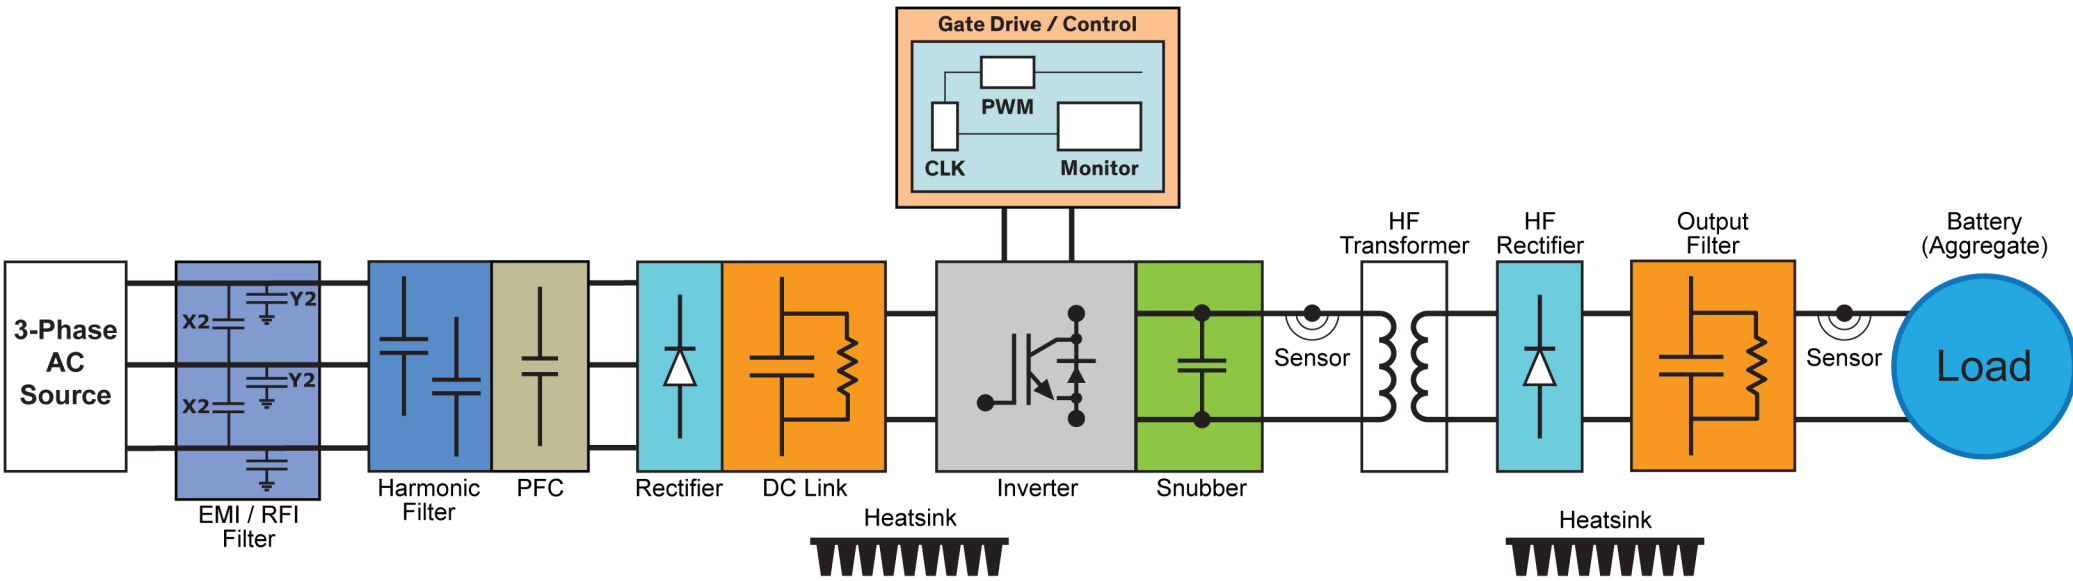 Gate Drive / Control
PWM
CLK
Monitor
3-Phase
AC
Source
X2
Y2
X2
Y2
EMI / RFI
Filter
Harmonic
Filter
PFC
Rectifier
DC Link
Heatsink
Inverter
Snubber
Sensor
HF
Transformer
HF
Rectifier
Heatsink
Output
Filter
Sensor
Battery
(Aggregate)
Load